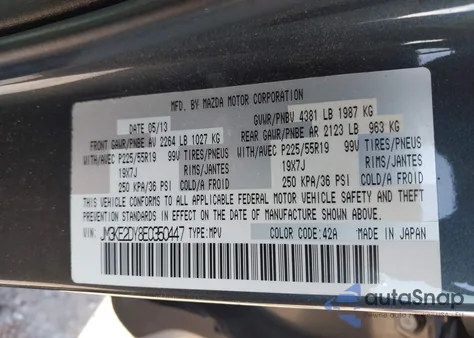 MFD. BY MAZDA MOTOR CORPORATION
DATE 05/13 GVWR/PNBV 4381 LB 1987 KG
FRONT GAWR/PNBE AV 2264 LB 1027 KG REAR GAWR/PNBE AR 2123 LB 963 KG
WITH/AVEC P225/55R19 99V TIRES/PNEUS WITH/AVEC P225/55R19 99V TIRES/PNEUS
19X7J RIMS/JANTES 19X7J RIMS/JANTES
250 KPA/36 PSI COLD/A FROID 250 KPA/36 PSI COLD/A FROID
THIS VEHICLE CONFORMS TO ALL APPLICABLE FEDERAL MOTOR VEHICLE SAFETY AND THEFT
PREVENTION STANDARDS IN EFFECT ON THE DATE OF MANUFACTURE SHOWN ABOVE.
VIN: JM3KE2DY8E0350447 TYPE: MPV COLOR CODE: 42A MADE IN JAPAN
autoSnap